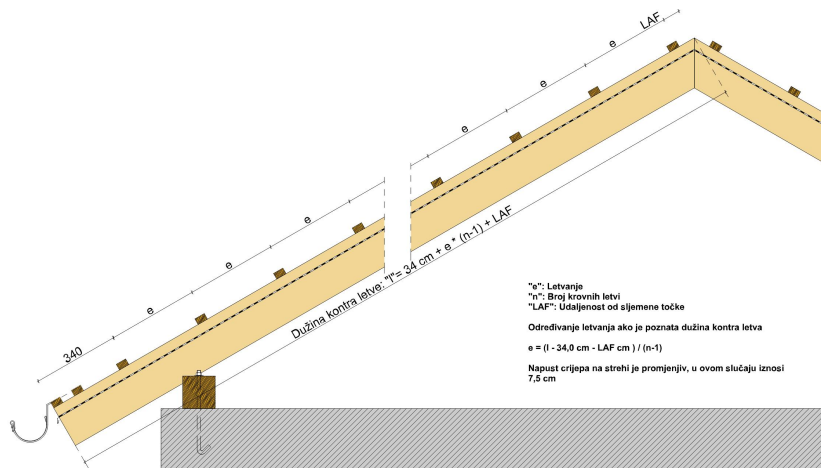 LAF
e
e
e
e
e
e
340
Dužina kontra letve: "l"= 34 cm + e * (n-1) + LAF
"e": Letvanje
"n": Broj krovnih letvi
"LAF": Udaljenost od sljemene točke
Određivanje letvanja ako je poznata dužina kontra letva
e = (l - 34,0 cm - LAF cm ) / (n-1)
Napust crijepa na strehi je promjenjiv, u ovom slučaju iznosi
7,5 cm